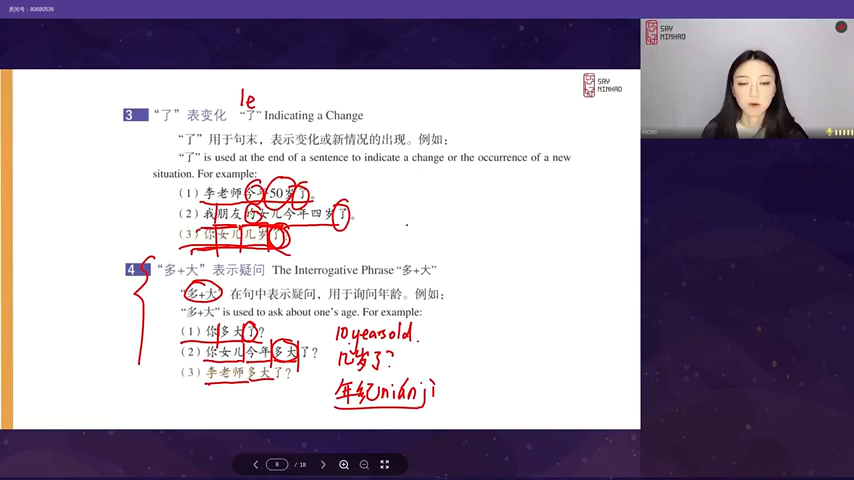 房间号：80680536
SAY
NINHAO
SAY
NINHAO
le
3 “了”表变化 “了” Indicating a Change
“了”用于句末，表示变化或新情况的出现。例如：
“了” is used at the end of a sentence to indicate a change or the occurrence of a new
situation. For example:
（1）李老师今年50岁了。
（2）我朋友的女儿今年四岁了。
（3）你女儿几岁了？
4 “多+大”表示疑问 The Interrogative Phrase “多+大”
“多+大”在句中表示疑问，用于询问年龄。例如：
“多+大” is used to ask about one's age. For example:
（1）你多大了？
10 years old.
（2）你女儿今年多大了？
几岁了？
（3）李老师多大了？
年纪 niánjì
8 / 18